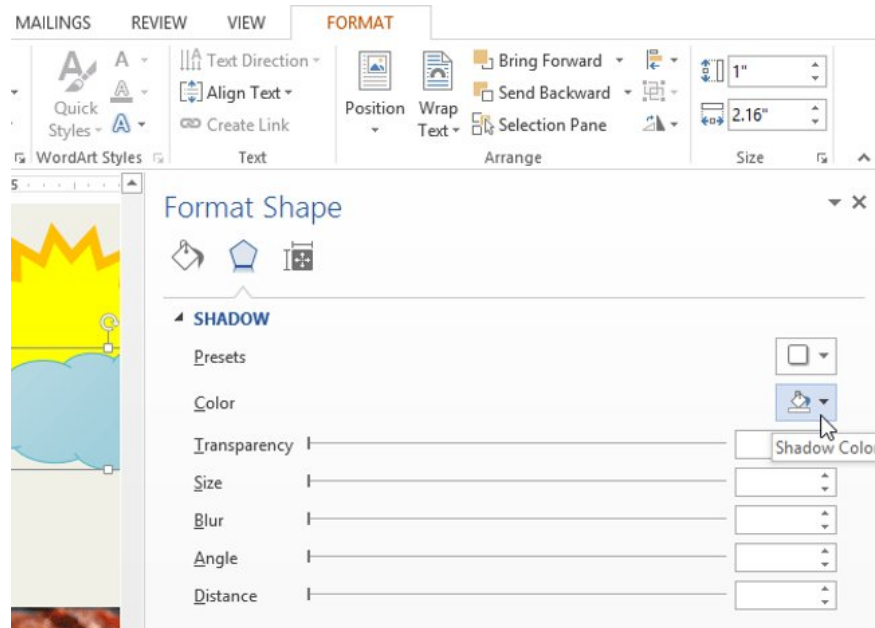 MAILINGS REVIEW VIEW FORMAT
A Text Direction Bring Forward
Align Text Send Backward 1"
Quick Styles Create Link Position Wrap Text Selection Pane 2.16"
WordArt Styles Text Arrange Size
5
Format Shape
SHADOW
Presets
Color
Transparency
Shadow Colo
Size
Blur
Angle
Distance